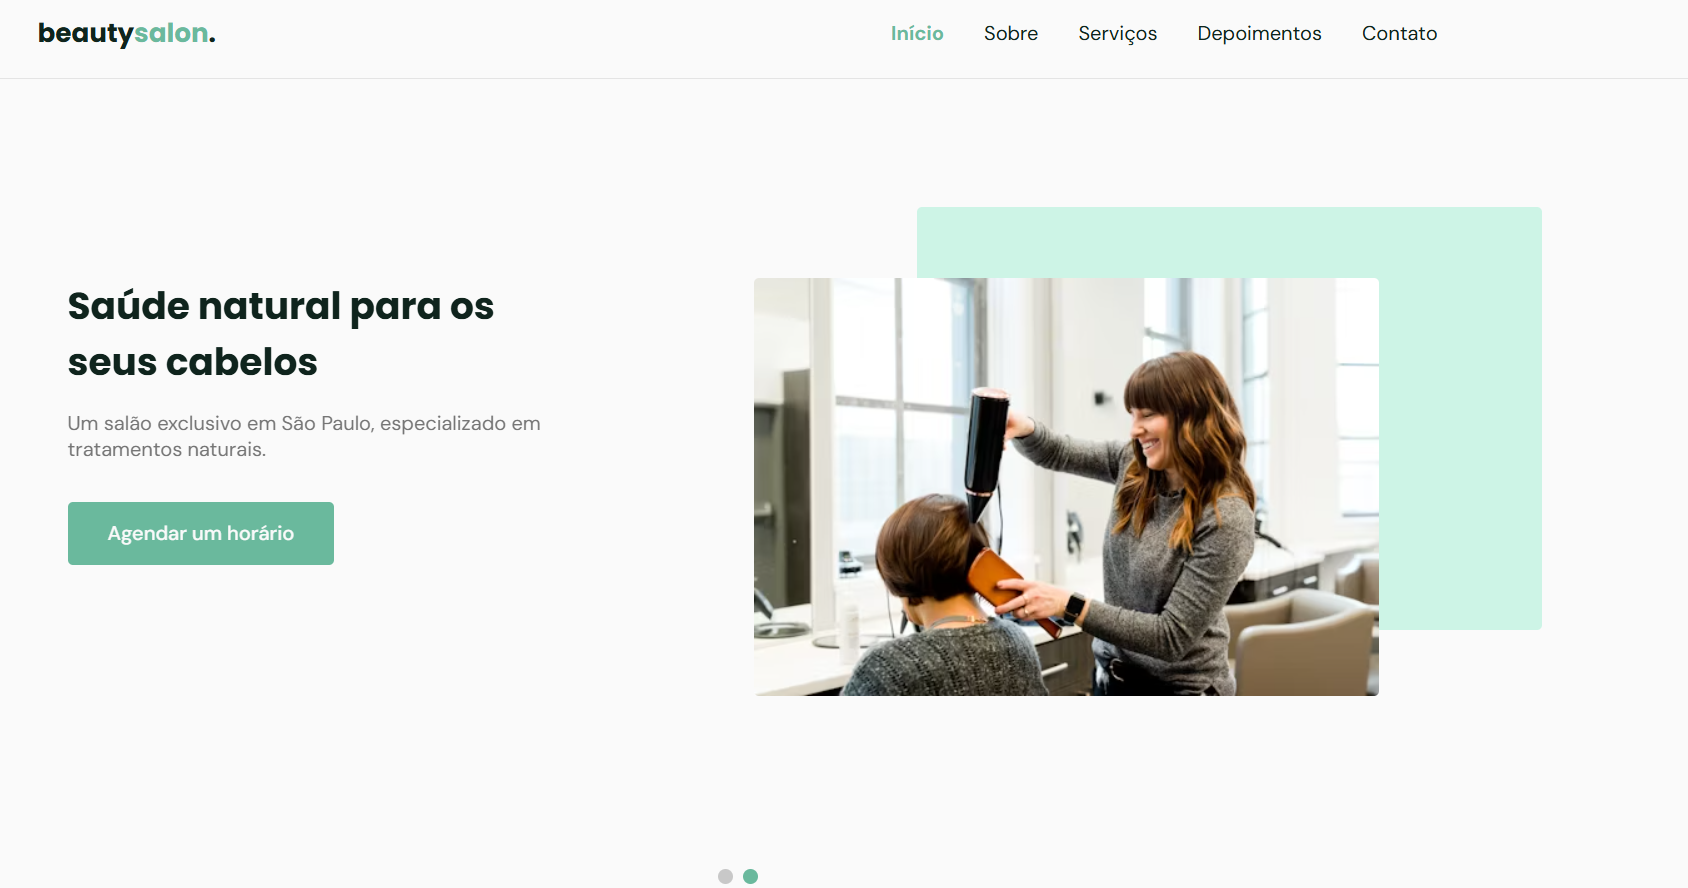 beautysalon.
Início Sobre Serviços Depoimentos Contato
Saúde natural para os
seus cabelos
Um salão exclusivo em São Paulo, especializado em
tratamentos naturais.
Agendar um horário